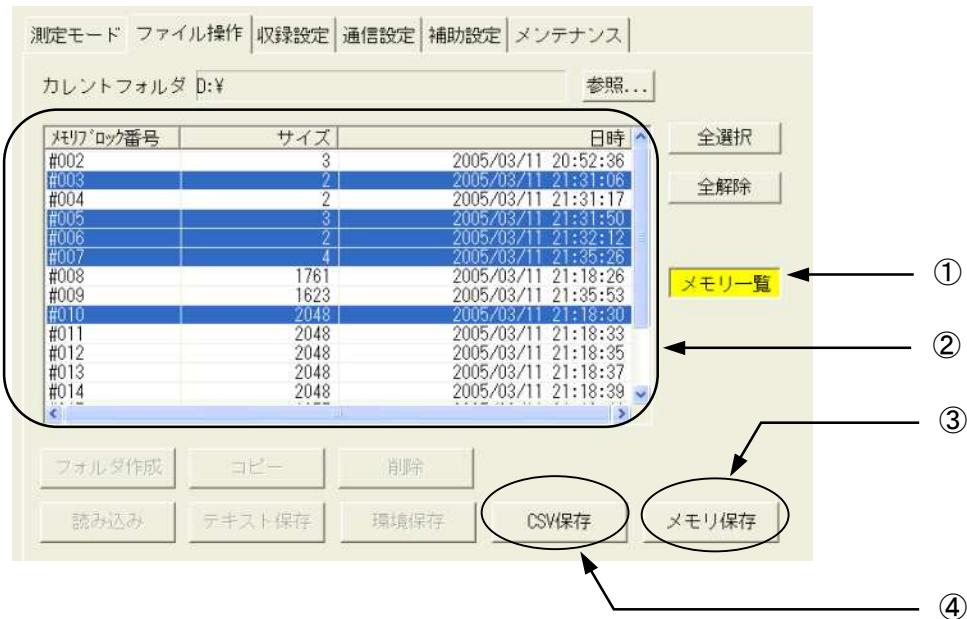 測定モード ファイル操作 収録設定 通信設定 補助設定 メンテナンス
カレントフォルダ D:¥ 参照...
ﾒﾓﾘﾌﾞﾛｯｸ番号 サイズ 日時 全選択
#002 3 2005/03/11 20:52:36
#003 2 2005/03/11 21:31:06
#004 2 2005/03/11 21:31:17 全解除
#005 3 2005/03/11 21:31:50
#006 2 2005/03/11 21:32:12
#007 4 2005/03/11 21:35:26
#008 1761 2005/03/11 21:18:26 メモリ一覧 ①
#009 1623 2005/03/11 21:35:53
#010 2048 2005/03/11 21:18:30
#011 2048 2005/03/11 21:18:33 ②
#012 2048 2005/03/11 21:18:35
#013 2048 2005/03/11 21:18:37
#014 2048 2005/03/11 21:18:39
③
フォルダ作成 コピー 削除
読み込み テキスト保存 環境保存 CSV保存 メモリ保存
④